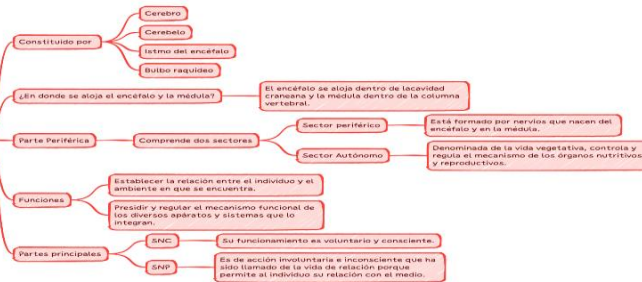 Constituido por
Cerebro
Cerebelo
Istmo del encéfalo
Bulbo raquídeo
¿En donde se aloja el encéfalo y la médula?
El encéfalo se aloja dentro de lacavidad
craneana y la médula dentro de la columna
vertebral.
Parte Periférica
Comprende dos sectores
Sector periférico
Está formado por nervios que nacen del
encéfalo y en la médula.
Sector Autónomo
Denominada de la vida vegetativa, controla y
regula el mecanismo de los órganos nutritivos
y reproductivos.
Funciones
Establecer la relación entre el individuo y el
ambiente en que se encuentra.
Presidir y regular el mecanismo funcional de
los diversos apáratos y sistemas que lo
integran.
Partes principales
SNC
Su funcionamiento es voluntario y consciente.
SNP
Es de acción involuntaria e inconsciente que ha
sido llamado de la vida de relación porque
permite al individuo su relación con el medio.